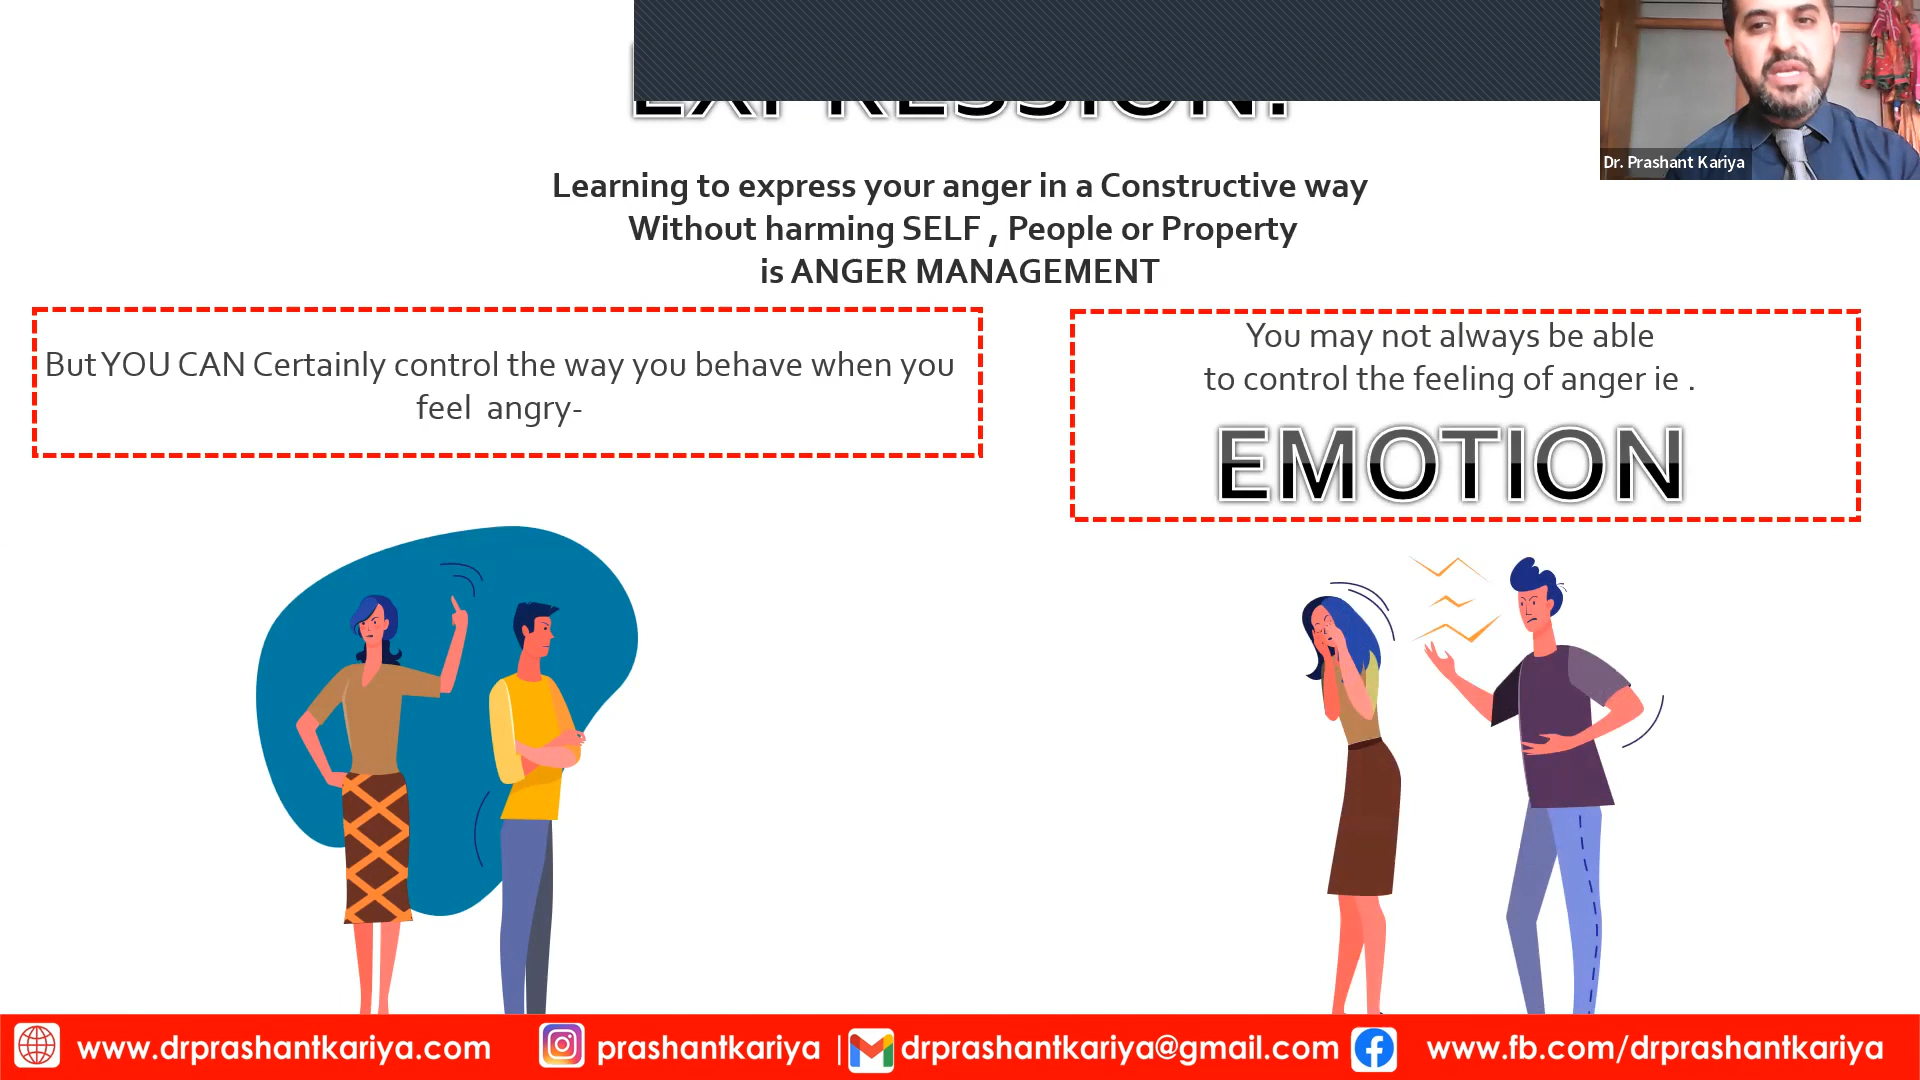 EXPRESSION.
Dr. Prashant Kariya
Learning to express your anger in a Constructive way
Without harming SELF , People or Property
is ANGER MANAGEMENT
But YOU CAN Certainly control the way you behave when you
feel angry-
You may not always be able
to control the feeling of anger ie .
EMOTION
www.drprashantkariya.com
prashantkariya |
drprashantkariya@gmail.com
www.fb.com/drprashantkariya